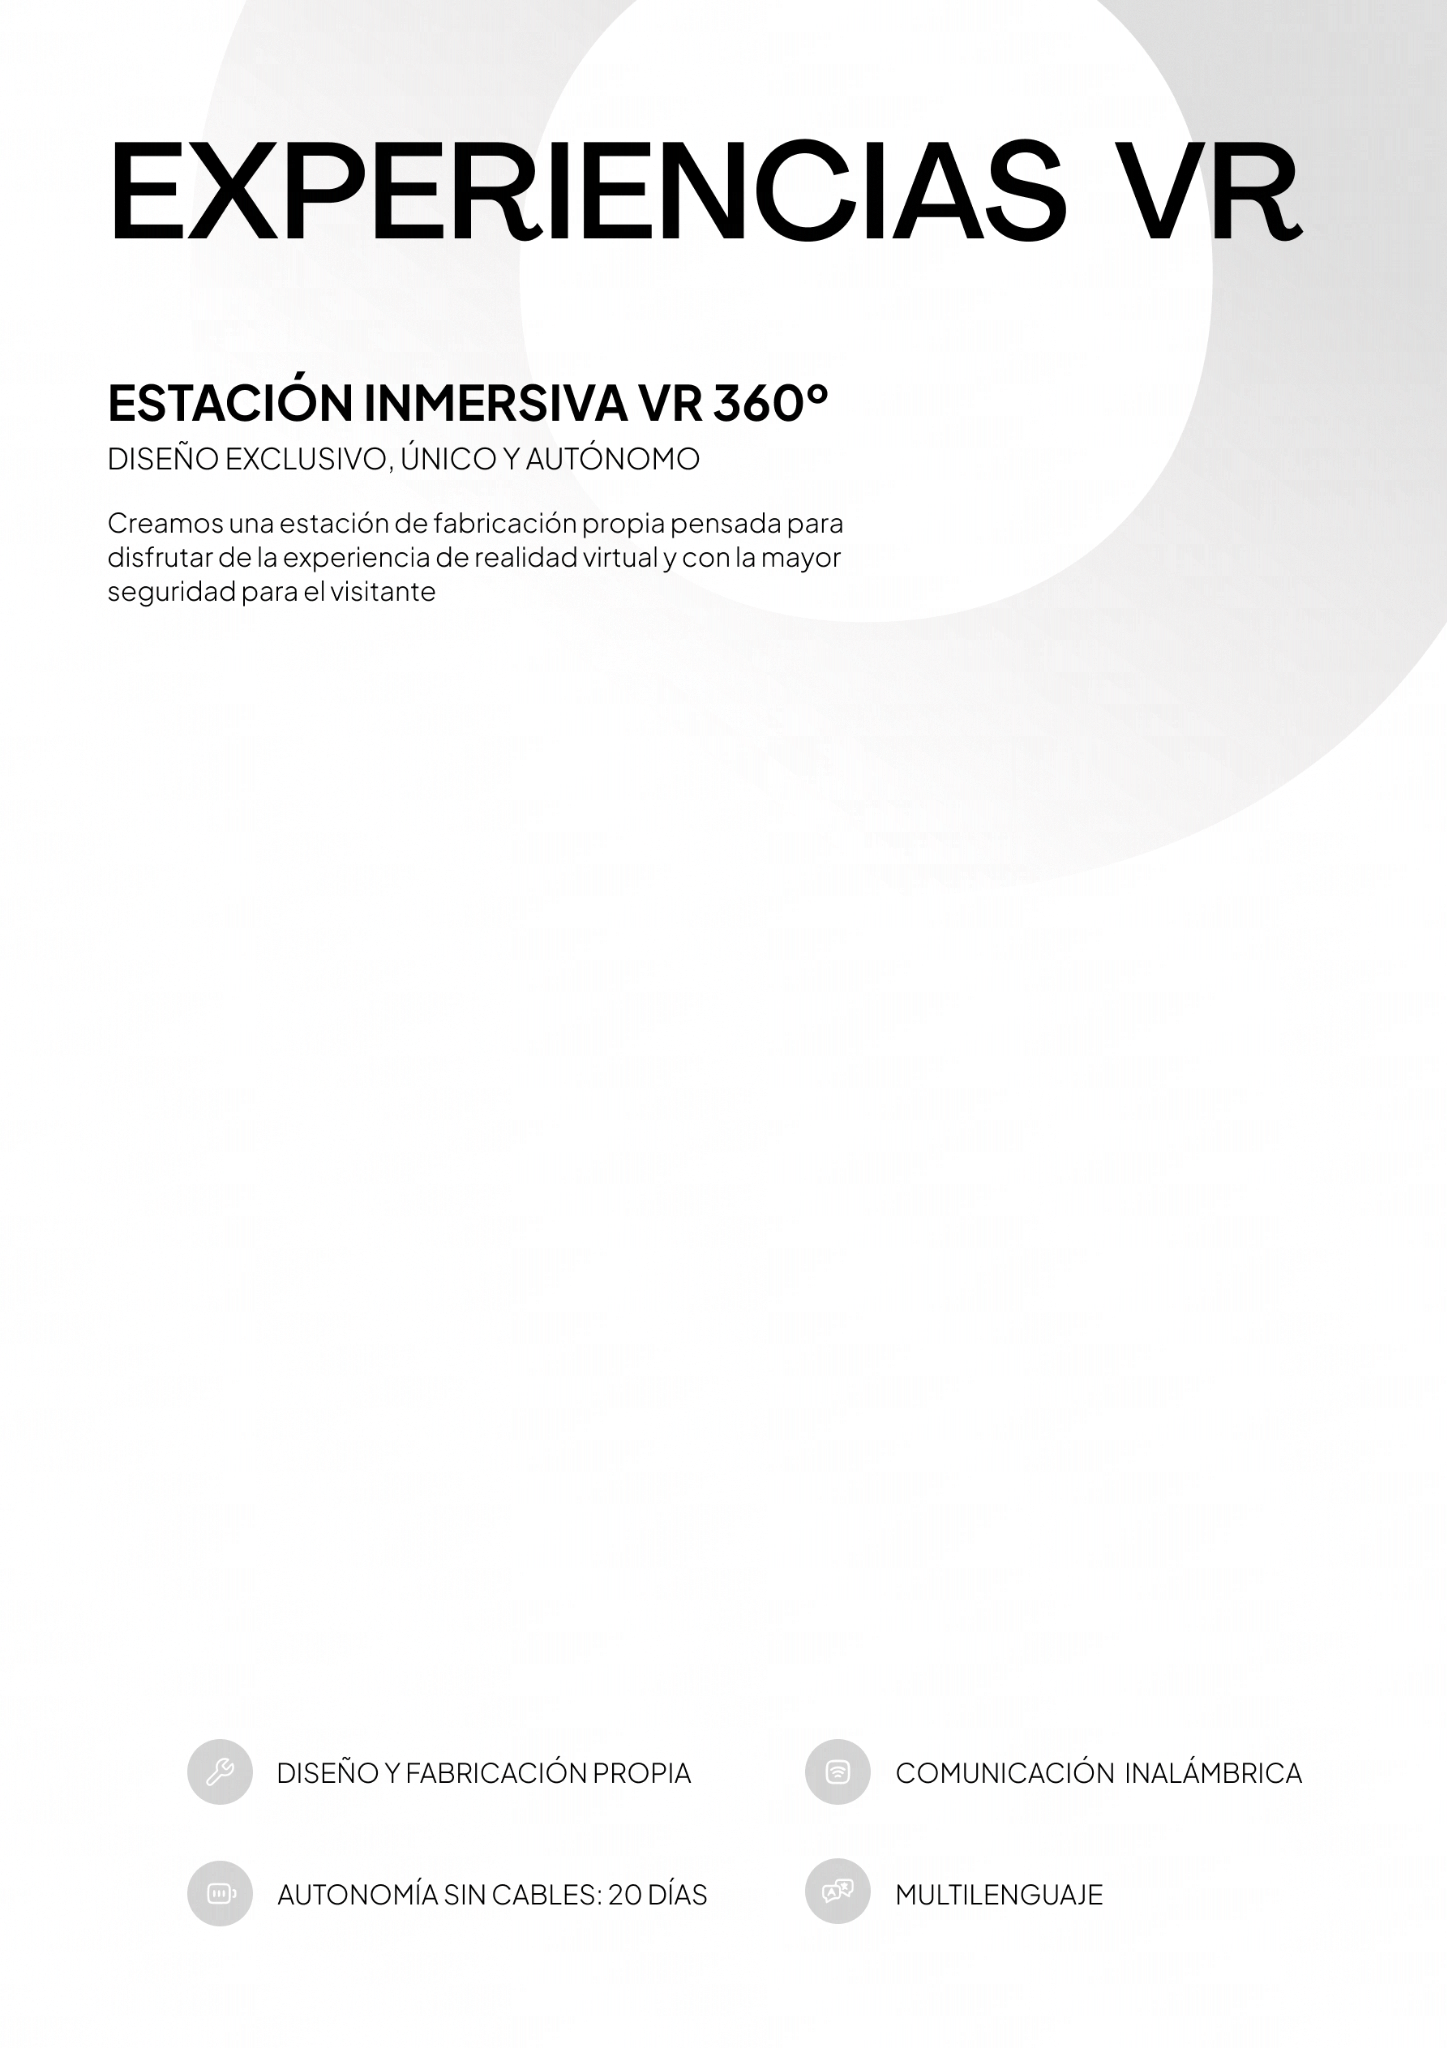 EXPERIENCIAS VR
ESTACIÓN INMERSIVA VR 360º
DISEÑO EXCLUSIVO, ÚNICO Y AUTÓNOMO
Creamos una estación de fabricación propia pensada para
disfrutar de la experiencia de realidad virtual y con la mayor
seguridad para el visitante
DISEÑO Y FABRICACIÓN PROPIA
COMUNICACIÓN INALÁMBRICA
AUTONOMÍA SIN CABLES: 20 DÍAS
MULTILENGUAJE